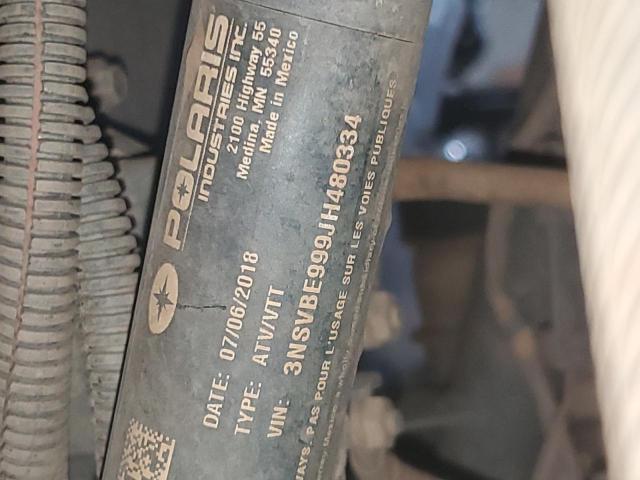 POLARIS
INDUSTRIES INC.
2100 Highway 55
Medina, MN 55340
Made in Mexico
DATE: 07/06/2018
TYPE: ATV/VTT
VIN: 3NSVBE999JH480334
WAYS. PAS POUR L'USAGE SUR LES VOIES PUBLIQUES